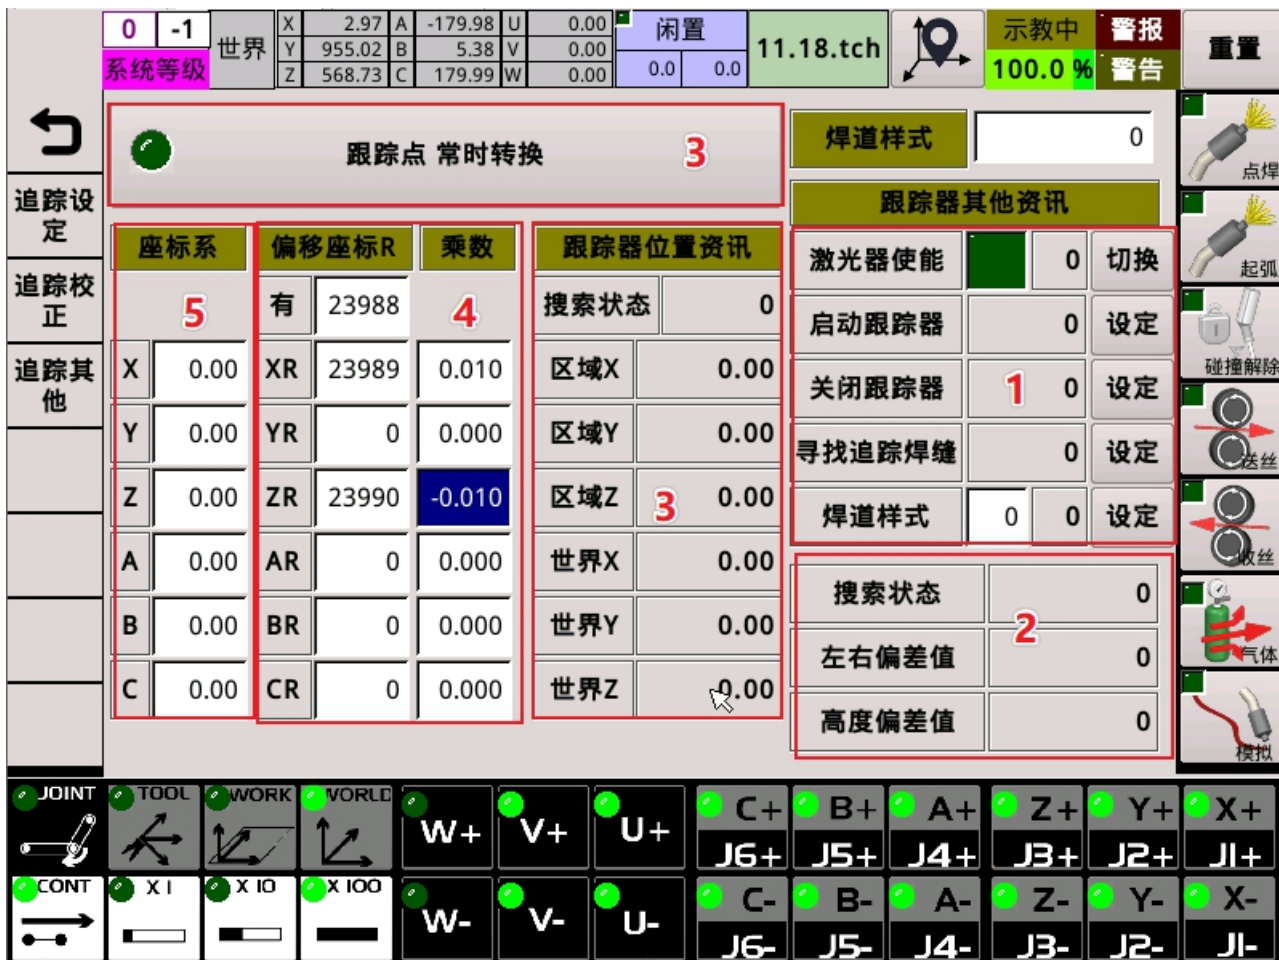 0 -1
系统等级
世界
X 2.97 A -179.98 U 0.00
Y 955.02 B 5.38 V 0.00
Z 568.73 C 179.99 W 0.00
闲置
0.0 0.0
11.18.tch
示教中
100.0 %
警报
警告
重置
追踪设
定
追踪校
正
追踪其
他
跟踪点 常时转换 3
焊道样式 0
跟踪器其他资讯
座标系 偏移座标R 乘数 跟踪器位置资讯
5 有 23988 4 搜索状态 0
X 0.00 XR 23989 0.010 区域X 0.00
Y 0.00 YR 0 0.000 区域Y 0.00
Z 0.00 ZR 23990 -0.010 区域Z 3 0.00
A 0.00 AR 0 0.000 世界X 0.00
B 0.00 BR 0 0.000 世界Y 0.00
C 0.00 CR 0 0.000 世界Z 0.00
激光器使能 0 切换
启动跟踪器 0 设定
关闭跟踪器 1 0 设定
寻找追踪焊缝 0 设定
焊道样式 0 0 设定
搜索状态 0
左右偏差值 2 0
高度偏差值 0
点焊
起弧
碰撞解除
送丝
收丝
气体
模拟
JOINT TOOL WORK WORLD W+ V+ U+ C+ B+ A+ Z+ Y+ X+
J6+ J5+ J4+ J3+ J2+ J1+
CONT X 1 X 10 X 100 W- V- U- C- B- A- Z- Y- X-
J6- J5- J4- J3- J2- J1-